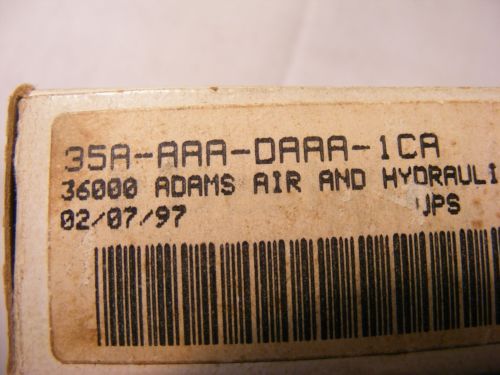 35A-AAA-DAAA-1CA
36000 ADAMS AIR AND HYDRAULI
02/07/97 UPS